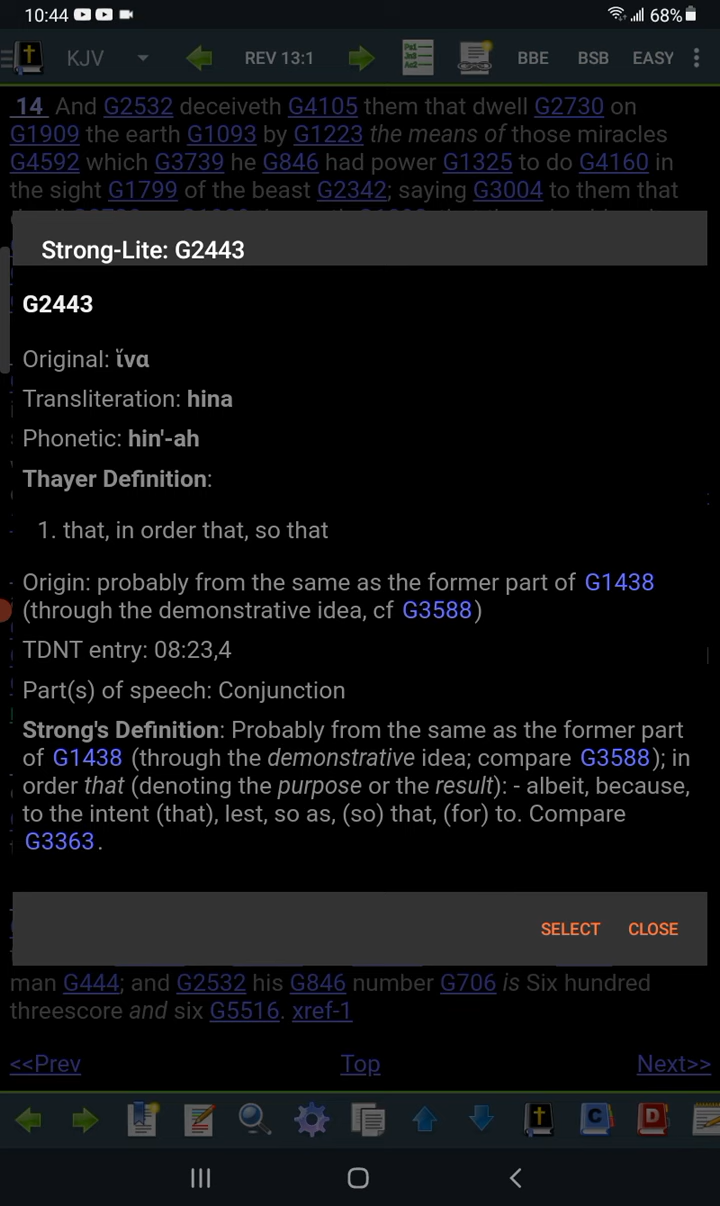 10:44 68%
KJV REV 13:1 BBE BSB EASY
14 And G2532 deceiveth G4105 them that dwell G2730 on
G1909 the earth G1093 by G1223 the means of those miracles
G4592 which G3739 he G846 had power G1325 to do G4160 in
the sight G1799 of the beast G2342; saying G3004 to them that
Strong-Lite: G2443
G2443
Original: ἵνα
Transliteration: hina
Phonetic: hin'-ah
Thayer Definition:
1. that, in order that, so that
Origin: probably from the same as the former part of G1438
(through the demonstrative idea, cf G3588)
TDNT entry: 08:23,4
Part(s) of speech: Conjunction
Strong's Definition: Probably from the same as the former part
of G1438 (through the demonstrative idea; compare G3588); in
order that (denoting the purpose or the result): - albeit, because,
to the intent (that), lest, so as, (so) that, (for) to. Compare
G3363.
SELECT CLOSE
man G444; and G2532 his G846 number G706 is Six hundred
threescore and six G5516. xref-1
<<Prev Top Next>>
C D